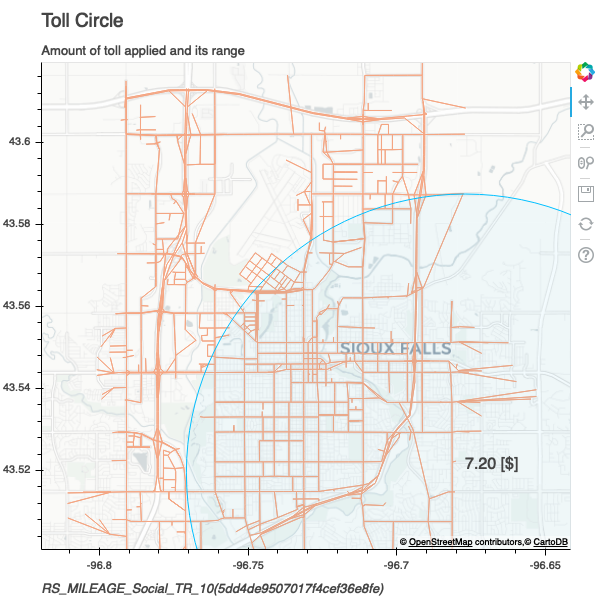 Toll Circle
Amount of toll applied and its range
43.6
43.58
43.56
43.54
43.52
SIOUX FALLS
7.20 [$]
© OpenStreetMap contributors,© CartoDB
-96.8
-96.75
-96.7
-96.65
RS_MILEAGE_Social_TR_10(5dd4de9507017f4cef36e8fe)